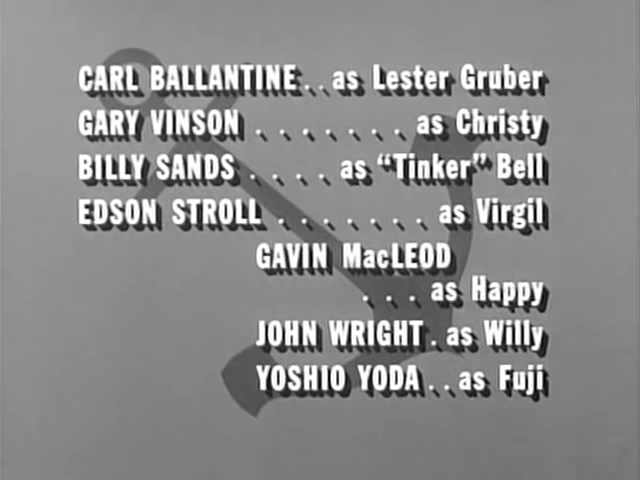 CARL BALLANTINE . . as Lester Gruber
GARY VINSON . . . . . . . as Christy
BILLY SANDS . . . . as “Tinker” Bell
EDSON STROLL . . . . . . . as Virgil
GAVIN MacLEOD
. . . as Happy
JOHN WRIGHT . as Willy
YOSHIO YODA . . as Fuji